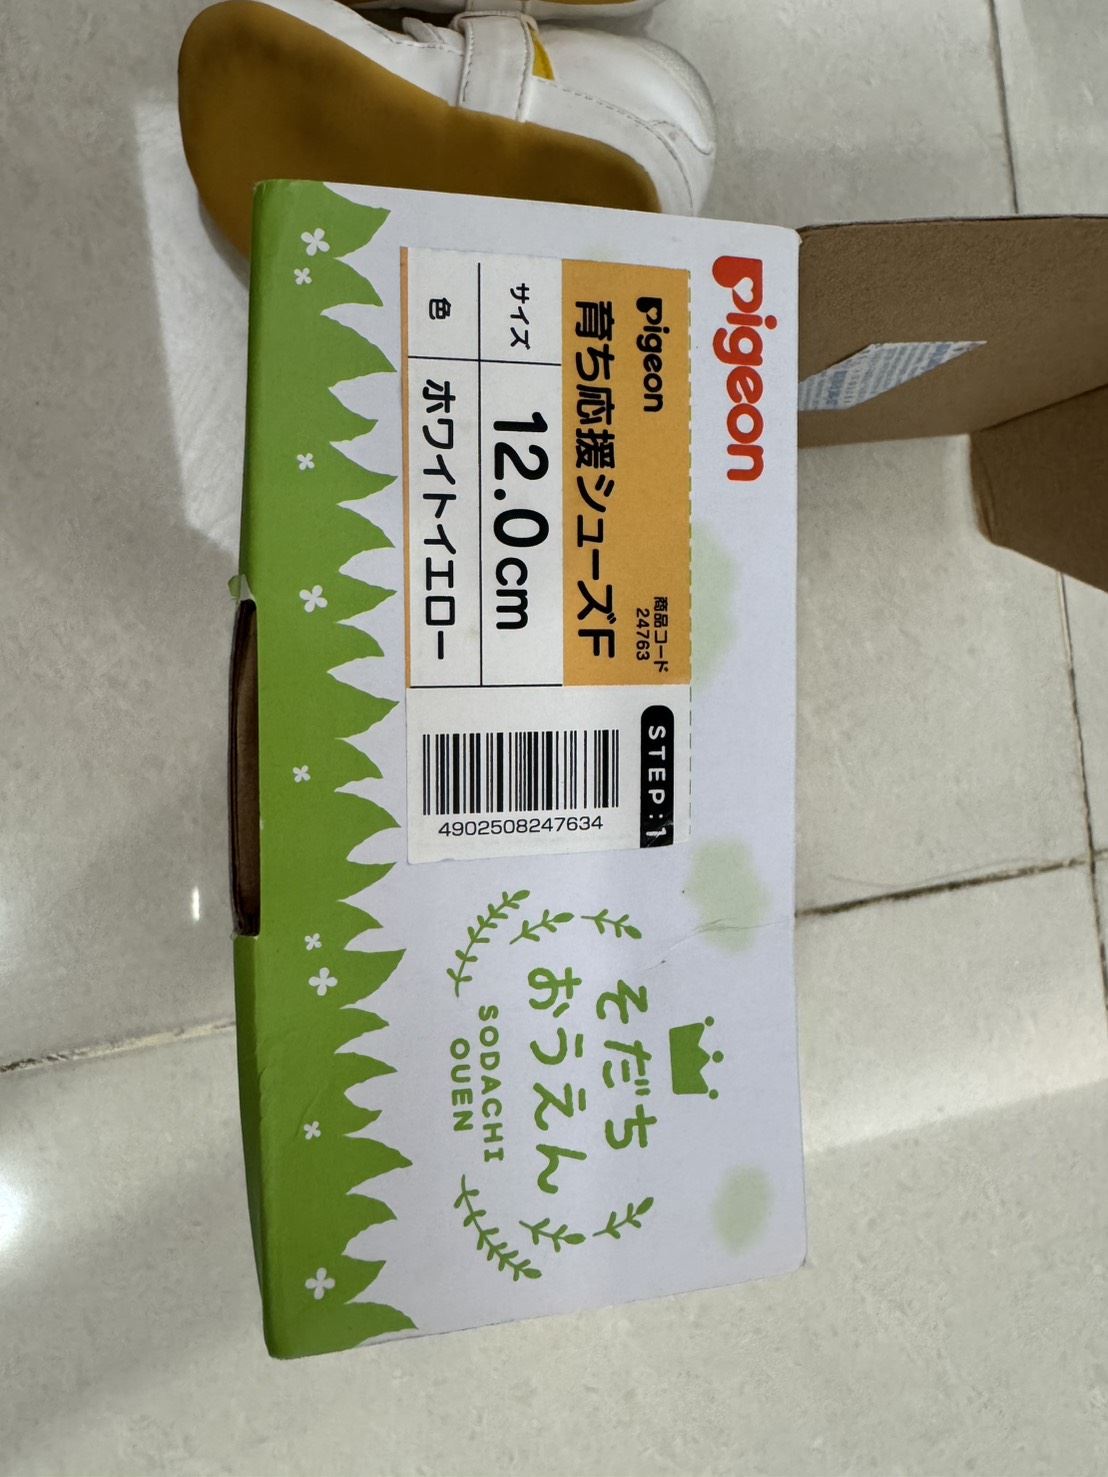 Pigeon
Pigeon
商品コード
24763
育ち応援シューズF
サイズ
12.0cm
色
ホワイトイエロー
STEP:1
4902508247634
そだち
おうえん
SODACHI
OUEN